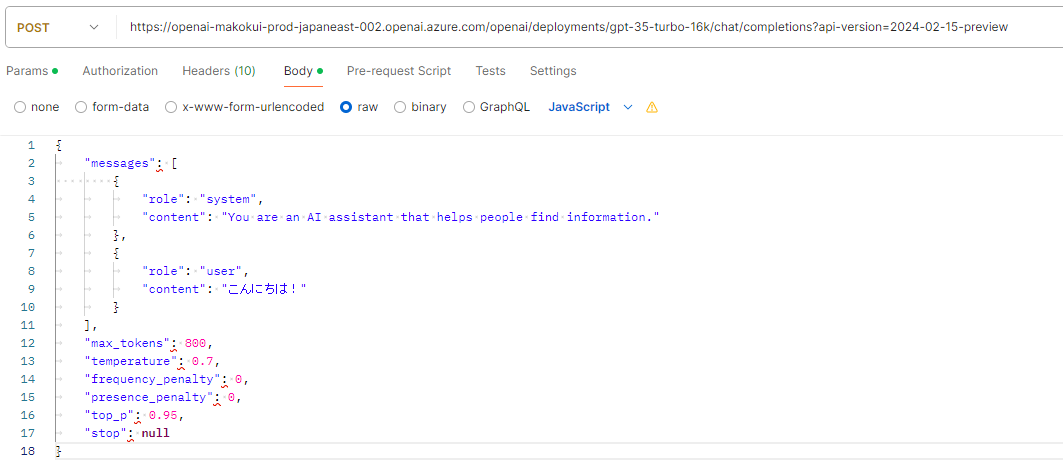 POST https://openai-makokui-prod-japaneast-002.openai.azure.com/openai/deployments/gpt-35-turbo-16k/chat/completions?api-version=2024-02-15-preview
Params Authorization Headers (10) Body Pre-request Script Tests Settings
none form-data x-www-form-urlencoded raw binary GraphQL JavaScript
1 {
2 "messages": [
3 {
4 "role": "system",
5 "content": "You are an AI assistant that helps people find information."
6 },
7 {
8 "role": "user",
9 "content": "こんにちは！"
10 }
11 ],
12 "max_tokens": 800,
13 "temperature": 0.7,
14 "frequency_penalty": 0,
15 "presence_penalty": 0,
16 "top_p": 0.95,
17 "stop": null
18 }